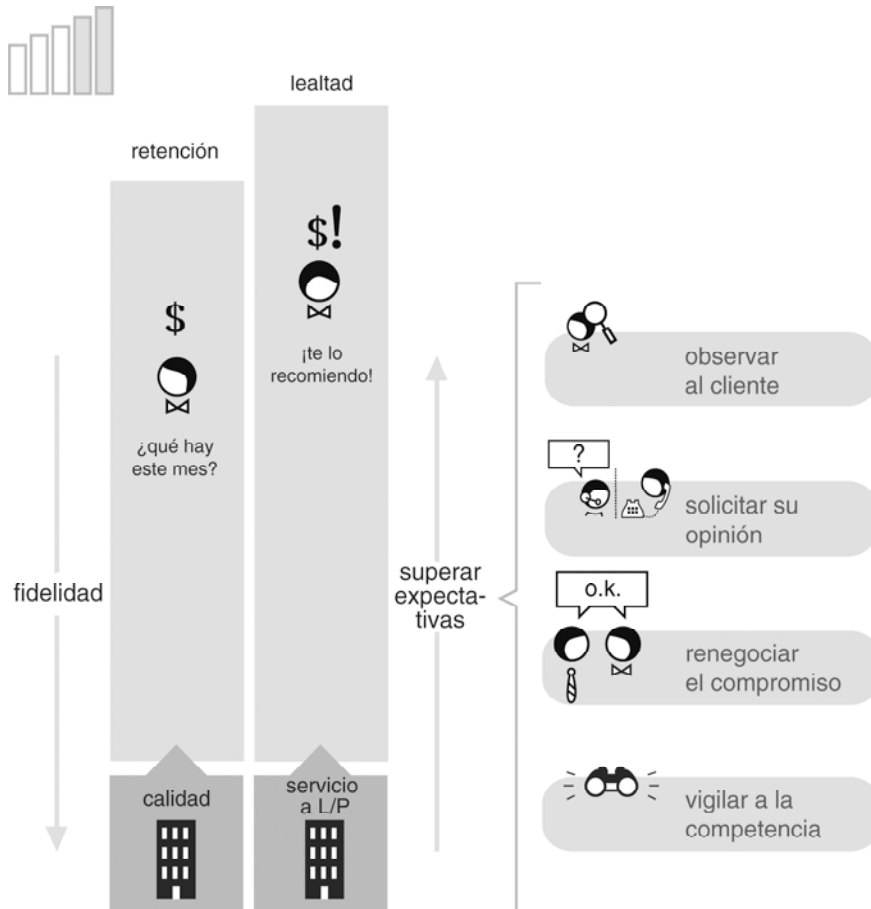 lealtad
retención
$!
$
¡te lo
recomiendo!
¿qué hay
este mes?
fidelidad
superar
expecta-
tivas
calidad
servicio
a L/P
observar
al cliente
?
solicitar su
opinión
o.k.
renegociar
el compromiso
vigilar a la
competencia